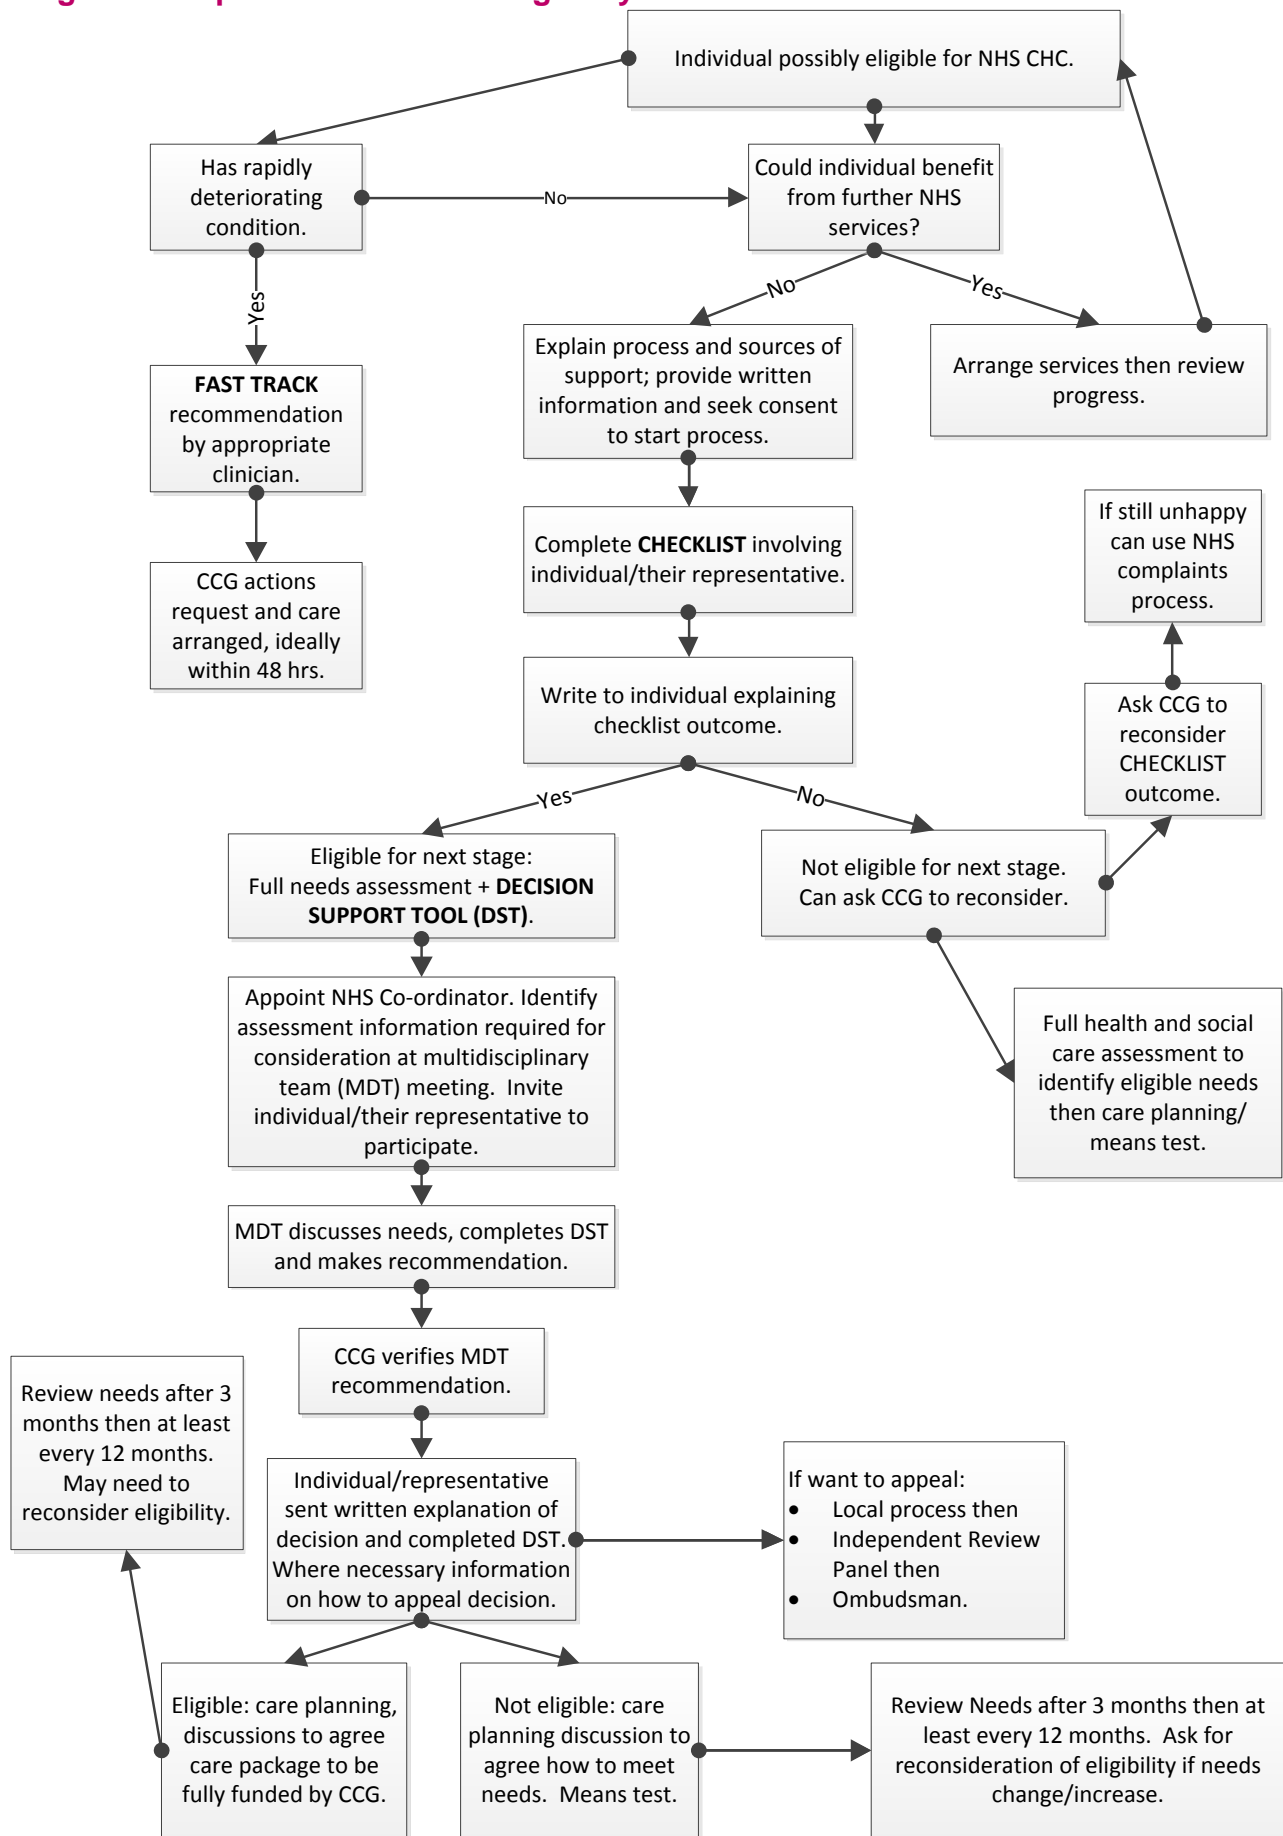 Individual possibly eligible for NHS CHC.
Has rapidly
deteriorating
condition.
No
Could individual benefit
from further NHS
services?
Yes
No
Yes
FAST TRACK
recommendation
by appropriate
clinician.
Explain process and sources of
support; provide written
information and seek consent
to start process.
Arrange services then review
progress.
CCG actions
request and care
arranged, ideally
within 48 hrs.
Complete CHECKLIST involving
individual/their representative.
If still unhappy
can use NHS
complaints
process.
Write to individual explaining
checklist outcome.
Ask CCG to
reconsider
CHECKLIST
outcome.
Yes
No
Eligible for next stage:
Full needs assessment + DECISION
SUPPORT TOOL (DST).
Not eligible for next stage.
Can ask CCG to reconsider.
Appoint NHS Co-ordinator. Identify
assessment information required for
consideration at multidisciplinary
team (MDT) meeting.  Invite
individual/their representative to
participate.
Full health and social
care assessment to
identify eligible needs
then care planning/
means test.
MDT discusses needs, completes DST
and makes recommendation.
CCG verifies MDT
recommendation.
Review needs after 3
months then at least
every 12 months.
May need to
reconsider eligibility.
Individual/representative
sent written explanation of
decision and completed DST.
Where necessary information
on how to appeal decision.
If want to appeal:
• Local process then
• Independent Review
Panel then
• Ombudsman.
Eligible: care planning,
discussions to agree
care package to be
fully funded by CCG.
Not eligible: care
planning discussion to
agree how to meet
needs.  Means test.
Review Needs after 3 months then at
least every 12 months.  Ask for
reconsideration of eligibility if needs
change/increase.